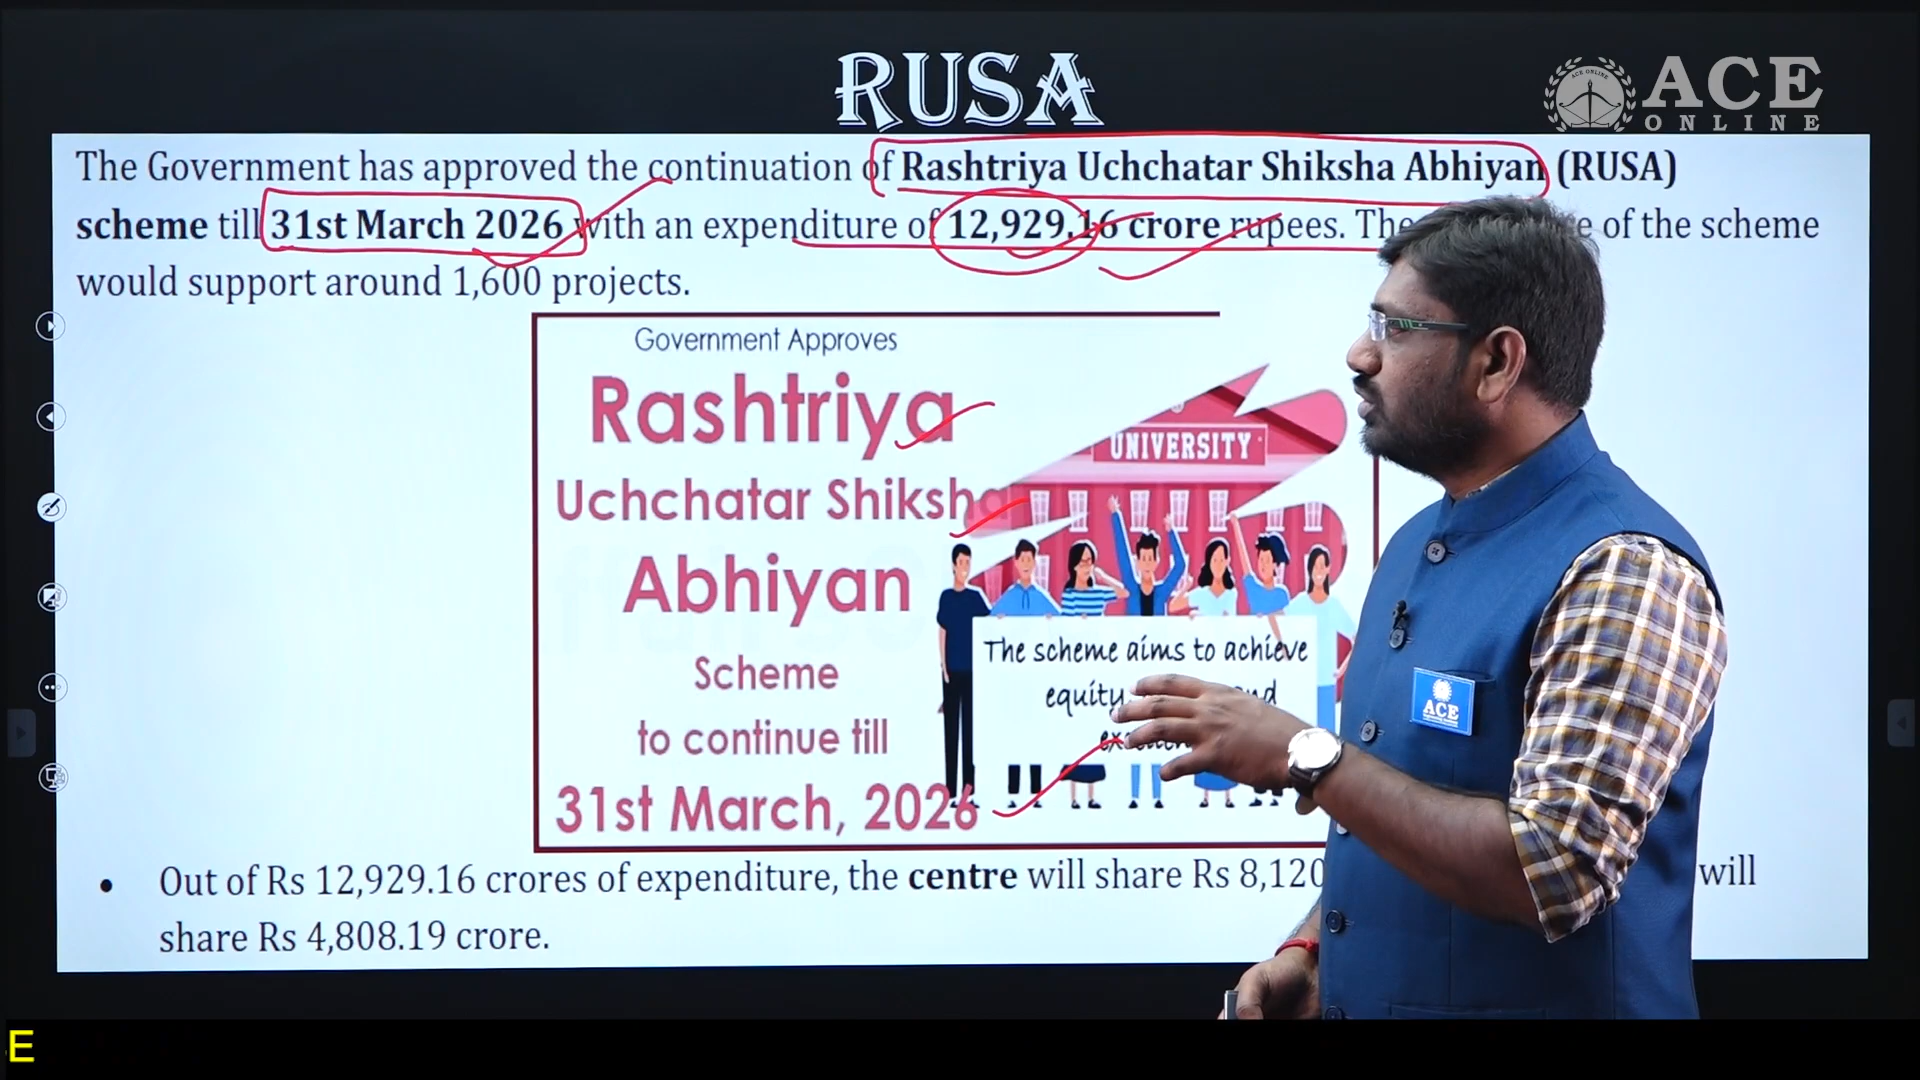 RUSA
ACE
ONLINE
The Government has approved the continuation of Rashtriya Uchchatar Shiksha Abhiyan (RUSA)
scheme till 31st March 2026 with an expenditure of 12,929.16 crore rupees. The of the scheme
would support around 1,600 projects.
Government Approves
Rashtriya
Uchchatar Shiksha
Abhiyan
Scheme
to continue till
31st March, 2026
UNIVERSITY
The scheme aims to achieve
equity,
ACE
• Out of Rs 12,929.16 crores of expenditure, the centre will share Rs 8,120 will
share Rs 4,808.19 crore.
E